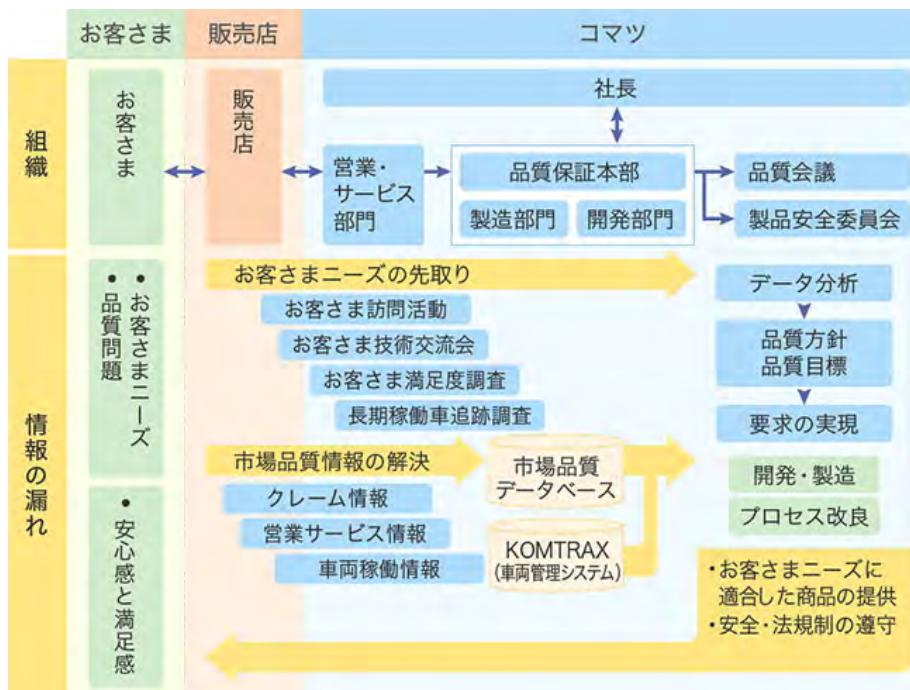 お客さま
販売店
コマツ
組織
お客さま
販売店
社長
営業・
サービス
部門
品質保証本部
製造部門
開発部門
品質会議
製品安全委員会
情報の漏れ
・お客さまニーズ
・品質問題
お客さまニーズの先取り
お客さま訪問活動
お客さま技術交流会
お客さま満足度調査
長期稼働車追跡調査
データ分析
品質方針
品質目標
要求の実現
市場品質情報の解決
クレーム情報
営業サービス情報
車両稼働情報
市場品質
データベース
KOMTRAX
(車両管理システム)
開発・製造
プロセス改良
・安心感と満足感
・お客さまニーズに
適合した商品の提供
・安全・法規制の遵守